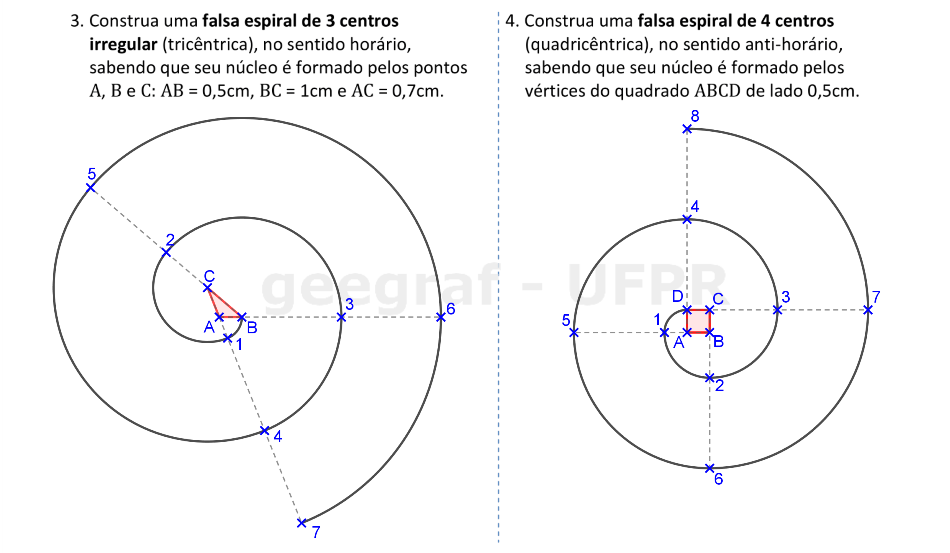 3. Construa uma falsa espiral de 3 centros
irregular (tricêntrica), no sentido horário,
sabendo que seu núcleo é formado pelos pontos
A, B e C: AB = 0,5cm, BC = 1cm e AC = 0,7cm.
5
2
C
A
B
1
3
6
4
7
4. Construa uma falsa espiral de 4 centros
(quadricêntrica), no sentido anti-horário,
sabendo que seu núcleo é formado pelos
vértices do quadrado ABCD de lado 0,5cm.
8
4
D
C
3
7
5
1
A
B
2
6
geegraf - UFPR